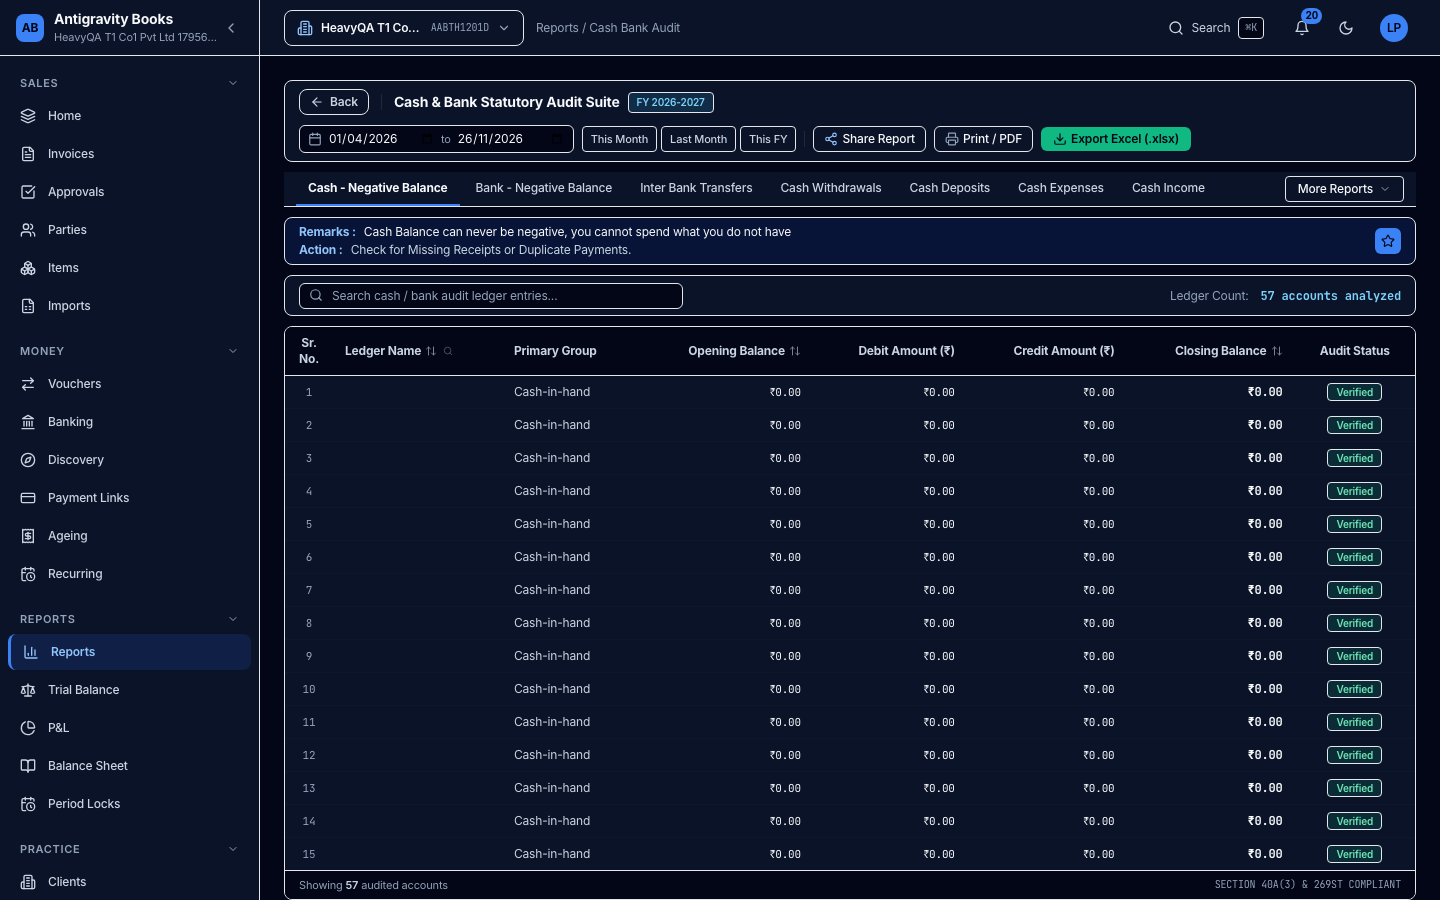 AB
Antigravity Books
HeavyQA T1 Co1 Pvt Ltd 17956...
SALES
Home
Invoices
Approvals
Parties
Items
Imports
MONEY
Vouchers
Banking
Discovery
Payment Links
Ageing
Recurring
REPORTS
Reports
Trial Balance
P&L
Balance Sheet
Period Locks
PRACTICE
Clients
HeavyQA T1 Co... AABTH1201D
Reports / Cash Bank Audit
Search ⌘K
20
LP
Back
Cash & Bank Statutory Audit Suite
FY 2026-2027
01/04/2026 to 26/11/2026
This Month
Last Month
This FY
Share Report
Print / PDF
Export Excel (.xlsx)
Cash - Negative Balance
Bank - Negative Balance
Inter Bank Transfers
Cash Withdrawals
Cash Deposits
Cash Expenses
Cash Income
More Reports
Remarks : Cash Balance can never be negative, you cannot spend what you do not have
Action : Check for Missing Receipts or Duplicate Payments.
Search cash / bank audit ledger entries...
Ledger Count: 57 accounts analyzed
Sr. No. Ledger Name Primary Group Opening Balance Debit Amount (₹) Credit Amount (₹) Closing Balance Audit Status
1 Cash-in-hand ₹0.00 ₹0.00 ₹0.00 ₹0.00 Verified
2 Cash-in-hand ₹0.00 ₹0.00 ₹0.00 ₹0.00 Verified
3 Cash-in-hand ₹0.00 ₹0.00 ₹0.00 ₹0.00 Verified
4 Cash-in-hand ₹0.00 ₹0.00 ₹0.00 ₹0.00 Verified
5 Cash-in-hand ₹0.00 ₹0.00 ₹0.00 ₹0.00 Verified
6 Cash-in-hand ₹0.00 ₹0.00 ₹0.00 ₹0.00 Verified
7 Cash-in-hand ₹0.00 ₹0.00 ₹0.00 ₹0.00 Verified
8 Cash-in-hand ₹0.00 ₹0.00 ₹0.00 ₹0.00 Verified
9 Cash-in-hand ₹0.00 ₹0.00 ₹0.00 ₹0.00 Verified
10 Cash-in-hand ₹0.00 ₹0.00 ₹0.00 ₹0.00 Verified
11 Cash-in-hand ₹0.00 ₹0.00 ₹0.00 ₹0.00 Verified
12 Cash-in-hand ₹0.00 ₹0.00 ₹0.00 ₹0.00 Verified
13 Cash-in-hand ₹0.00 ₹0.00 ₹0.00 ₹0.00 Verified
14 Cash-in-hand ₹0.00 ₹0.00 ₹0.00 ₹0.00 Verified
15 Cash-in-hand ₹0.00 ₹0.00 ₹0.00 ₹0.00 Verified
Showing 57 audited accounts
SECTION 40A(3) & 269ST COMPLIANT